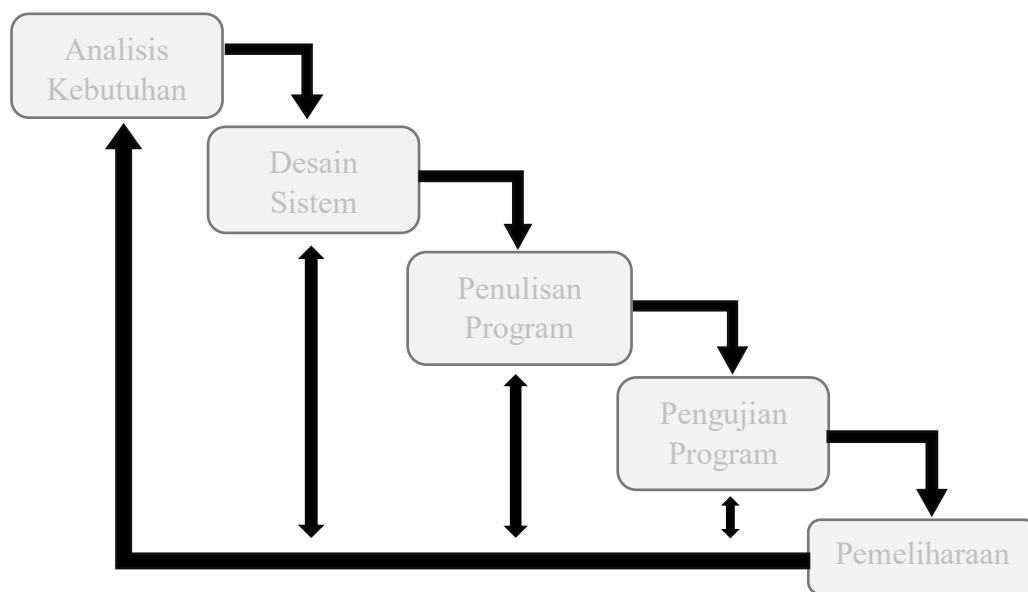 Analisis
Kebutuhan
Desain
Sistem
Penulisan
Program
Pengujian
Program
Pemeliharaan